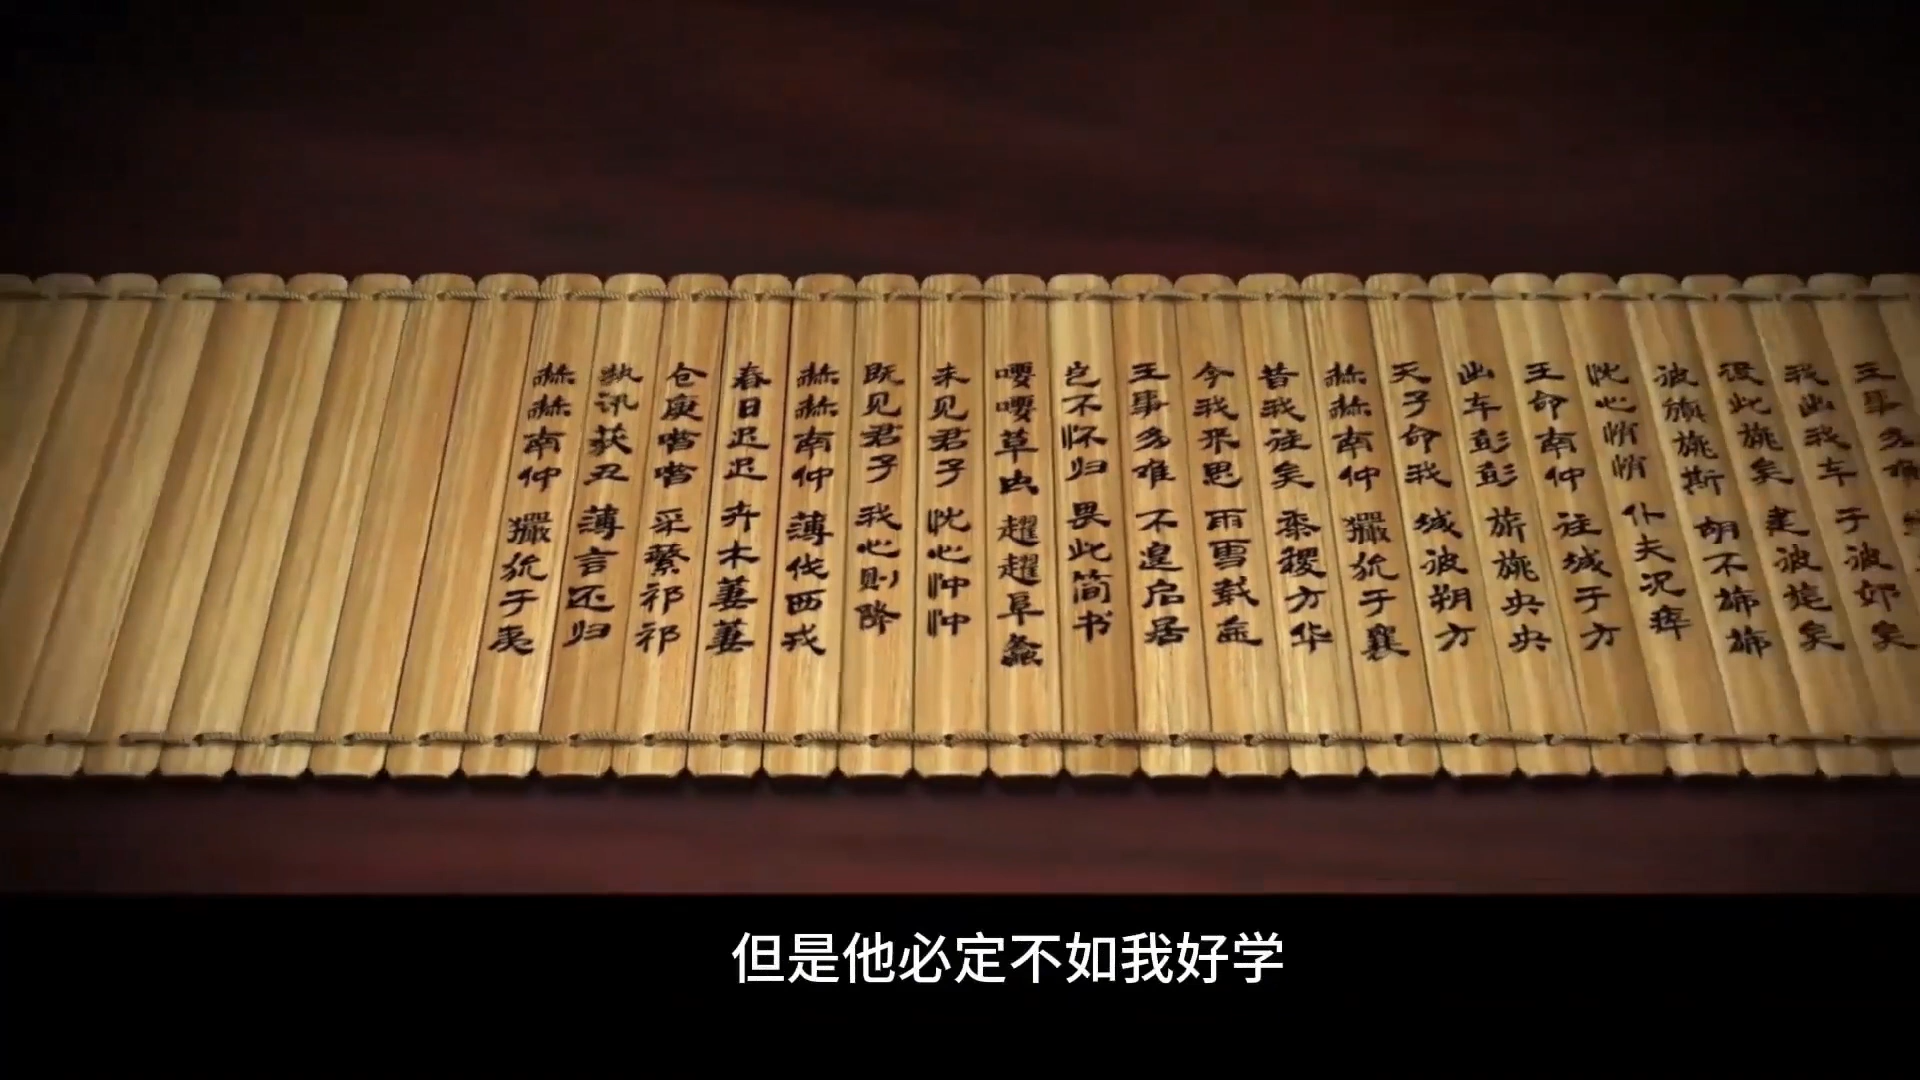 王事多难
我出我车 于彼郊矣
设此旐矣 建彼旄矣
彼旟旐斯 胡不旆旆
忧心悄悄 仆夫况瘁
王命南仲 往城于方
出车彭彭 旂旐央央
天子命我 城彼朔方
赫赫南仲 玁狁于襄
昔我往矣 黍稷方华
今我来思 雨雪载
王事多难 不遑启居
岂不怀归 畏此简书
喓喓草虫 趯趯阜螽
未见君子 忧心忡忡
既见君子 我心则降
赫赫南仲 薄伐西戎
春日迟迟 卉木萋萋
仓庚喈喈 采蘩祁祁
执讯获丑 薄言还归
赫赫南仲 玁狁于夷
但是他必定不如我好学